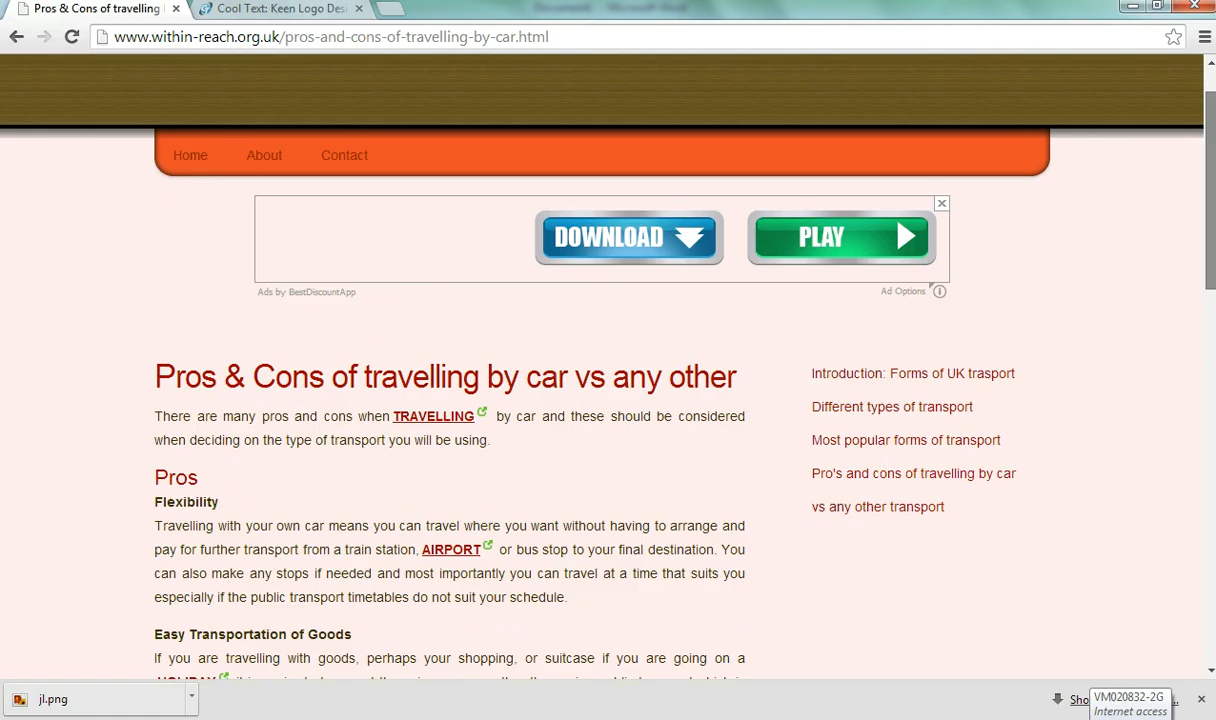 Document1 - Microsoft Word
Pros & Cons of travelling
Cool Text: Keen Logo Desi
www.within-reach.org.uk/pros-and-cons-of-travelling-by-car.html
Home About Contact
DOWNLOAD PLAY
Ads by BestDiscountApp Ad Options
Pros & Cons of travelling by car vs any other
There are many pros and cons when TRAVELLING by car and these should be considered
when deciding on the type of transport you will be using.
Pros
Flexibility
Travelling with your own car means you can travel where you want without having to arrange and
pay for further transport from a train station, AIRPORT or bus stop to your final destination. You
can also make any stops if needed and most importantly you can travel at a time that suits you
especially if the public transport timetables do not suit your schedule.
Easy Transportation of Goods
If you are travelling with goods, perhaps your shopping, or suitcase if you are going on a
HOLIDAY
Introduction: Forms of UK trasport
Different types of transport
Most popular forms of transport
Pro's and cons of travelling by car
vs any other transport
jl.png
Sho
VM020832-2G
Internet access